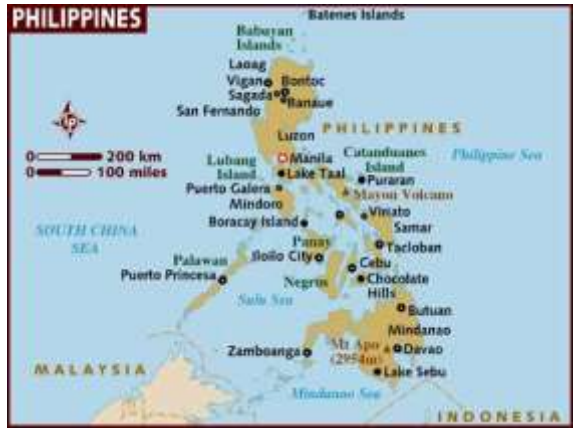 PHILIPPINES
Batenes Islands
Babuyan
Islands
Laoag
Vigan
Bontoc
Sagada
Banaue
San Fernando
Luzon
PHILIPPINES
0 200 km
0 100 miles
Lubang
Island
Manila
Lake Taal
Catanduanes
Island
Philippine Sea
Puraran
Puerto Galera
Mayon Volcano
Mindoro
Viriato
Boracay Island
Samar
SOUTH CHINA
SEA
Panay
Tacloban
Palawan
Iloilo City
Cebu
Puerto Princesa
Negros
Chocolate
Hills
Sulu Sea
Butuan
Mindanao
Mt Apo
(2954m)
Davao
Zamboanga
MALAYSIA
Lake Sebu
Mindanao Sea
INDONESIA